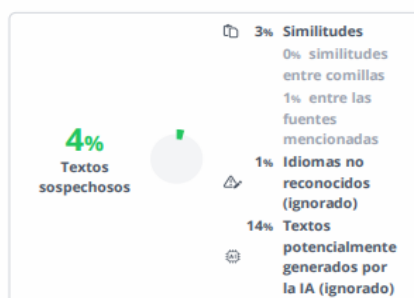 4%
Textos
sospechosos
3% Similitudes
0% similitudes
entre comillas
1% entre las
fuentes
mencionadas
1% Idiomas no
reconocidos
(ignorado)
14% Textos
potencialmente
generados por
la IA (ignorado)